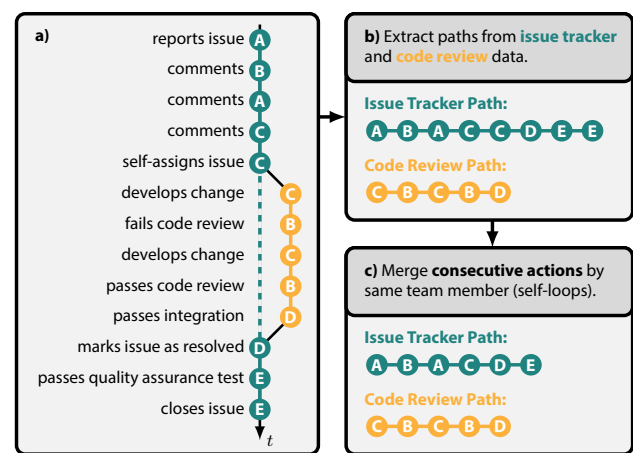 a)
reports issue A
comments B
comments A
comments C
self-assigns issue C
develops change C
fails code review B
develops change C
passes code review B
passes integration D
marks issue as resolved D
passes quality assurance test E
closes issue E
t
b) Extract paths from issue tracker
and code review data.
Issue Tracker Path:
A B A C C D E E
Code Review Path:
C B C B D
c) Merge consecutive actions by
same team member (self-loops).
Issue Tracker Path:
A B A C D E
Code Review Path:
C B C B D